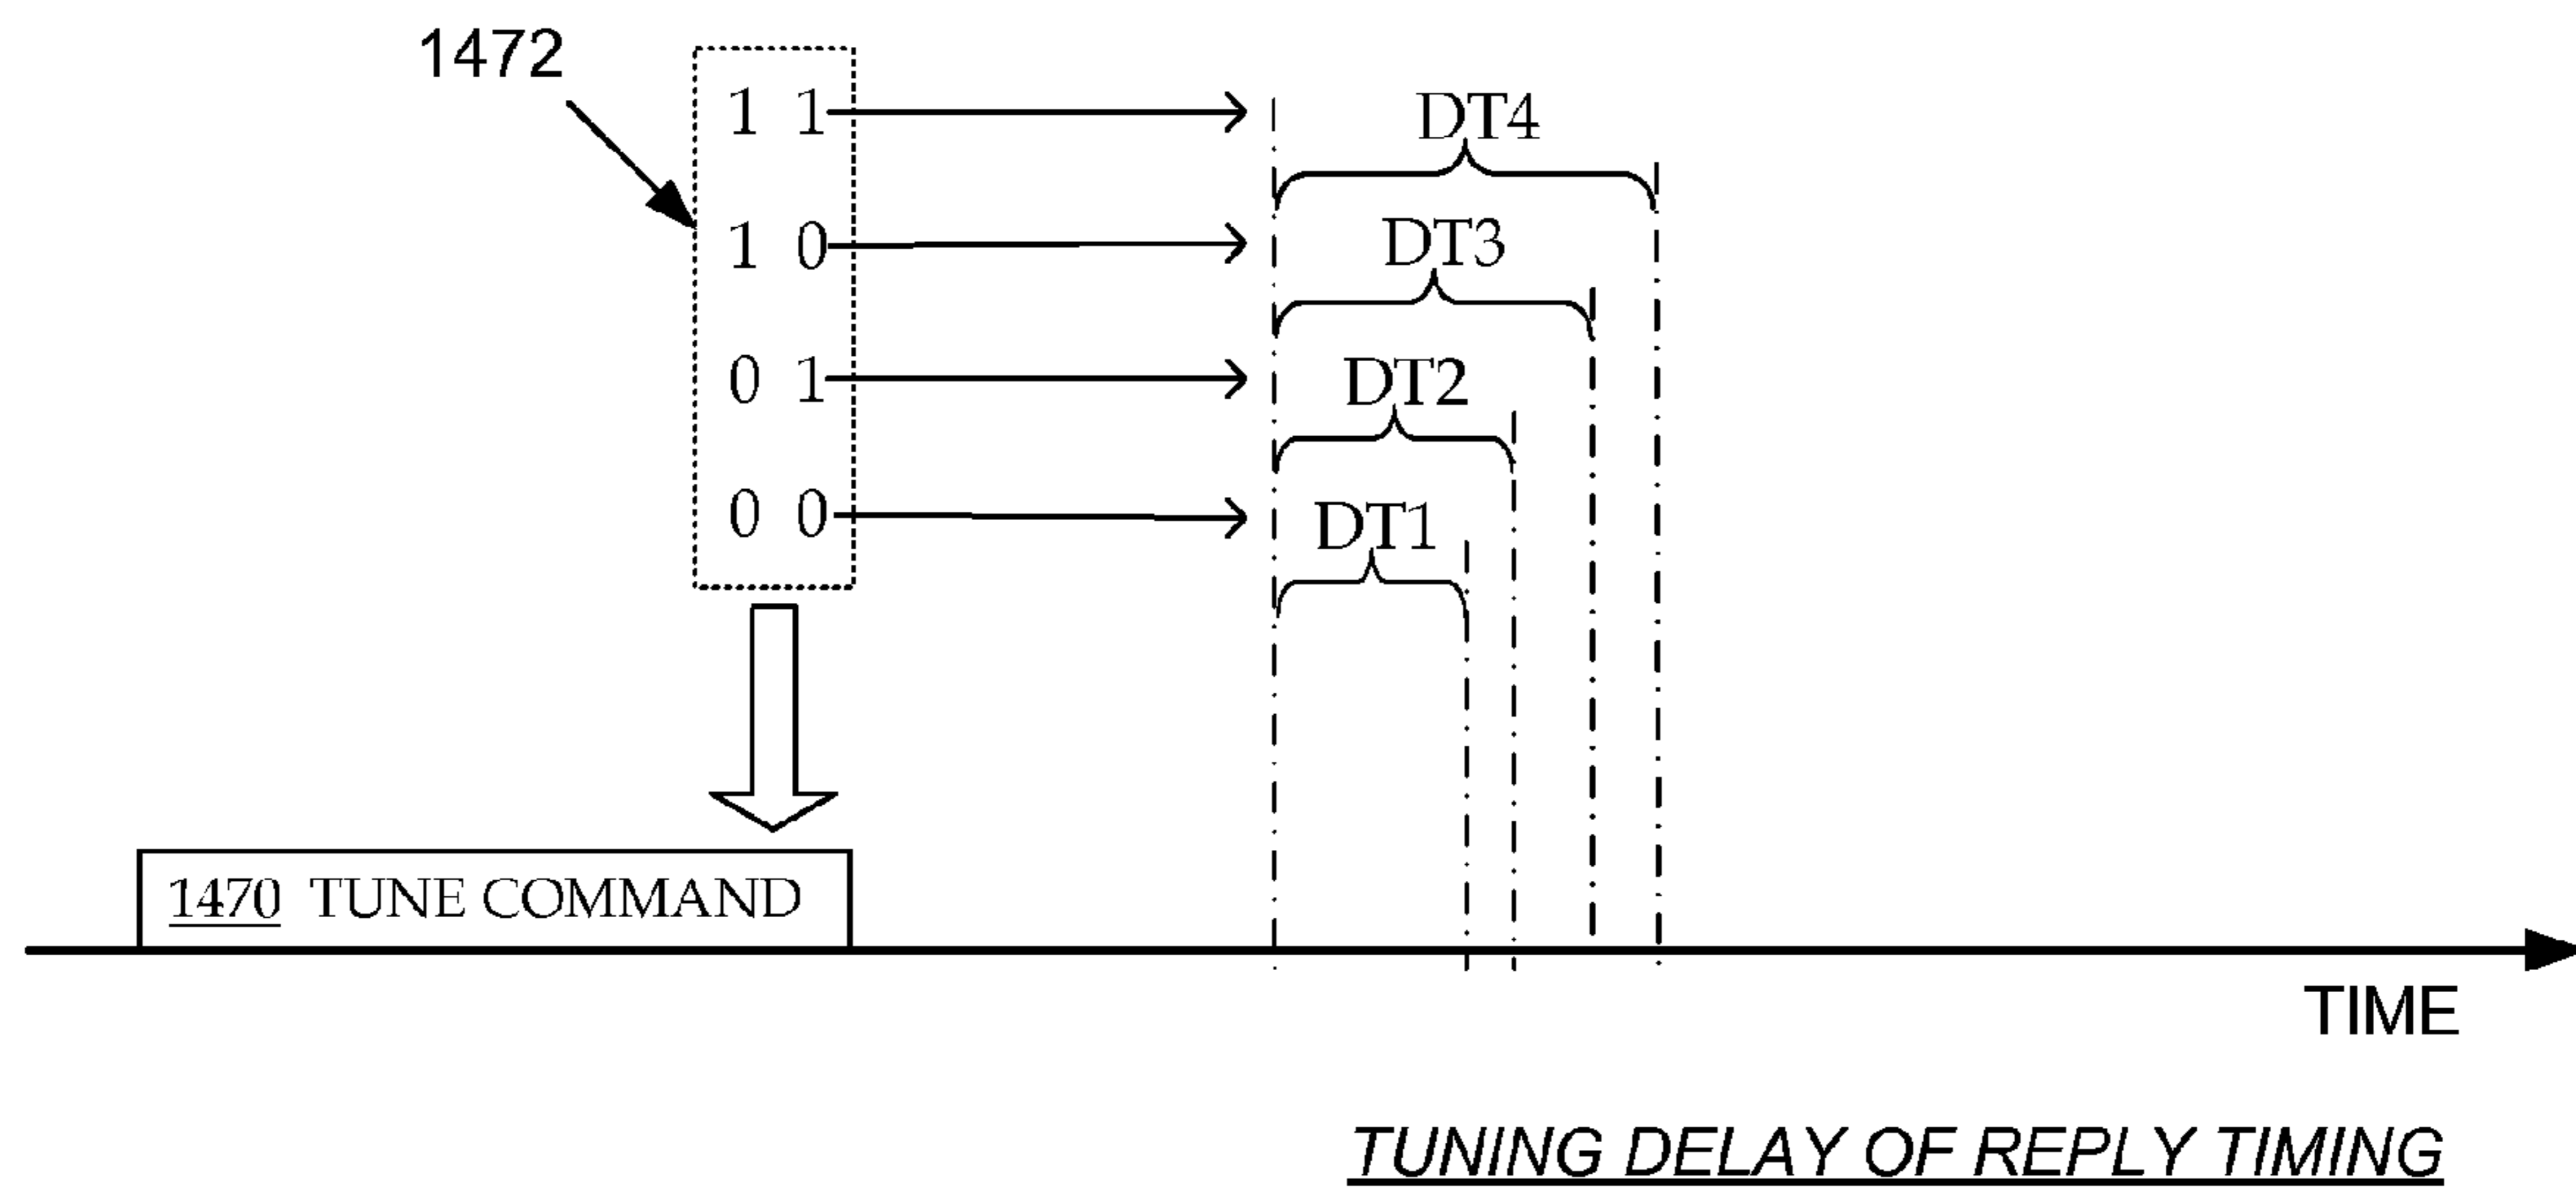 1472
1 1
DT4
1 0
DT3
0 1
DT2
0 0
DT1
1470 TUNE COMMAND
TIME
TUNING DELAY OF REPLY TIMING